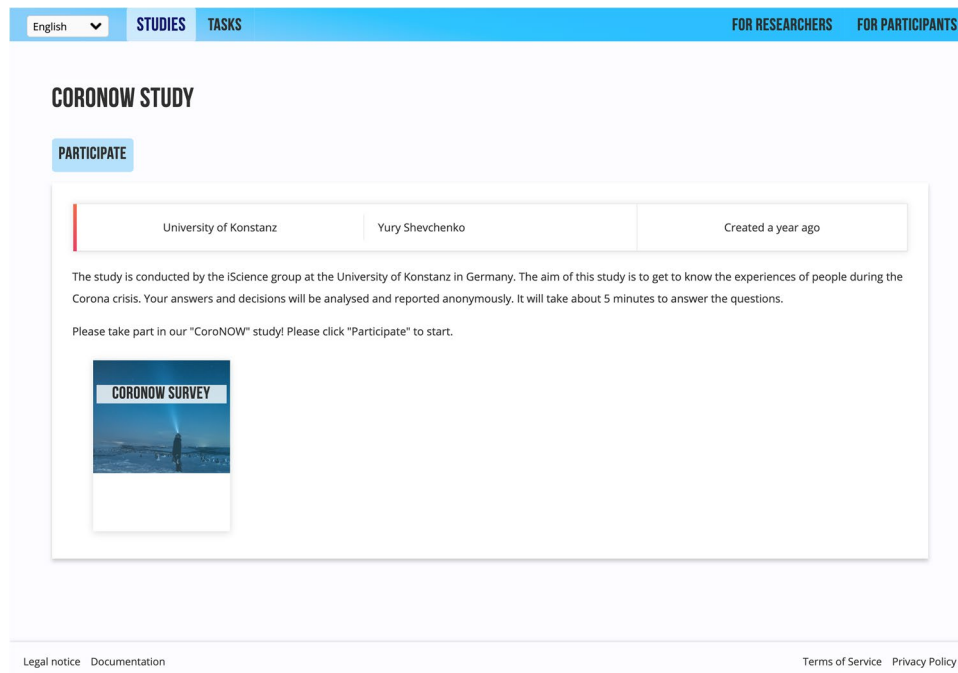 English STUDIES TASKS FOR RESEARCHERS FOR PARTICIPANTS
CORONOW STUDY
PARTICIPATE
University of Konstanz Yury Shevchenko Created a year ago
The study is conducted by the iScience group at the University of Konstanz in Germany. The aim of this study is to get to know the experiences of people during the
Corona crisis. Your answers and decisions will be analysed and reported anonymously. It will take about 5 minutes to answer the questions.
Please take part in our "CoroNOW" study! Please click "Participate" to start.
CORONOW SURVEY
Legal notice Documentation Terms of Service Privacy Policy